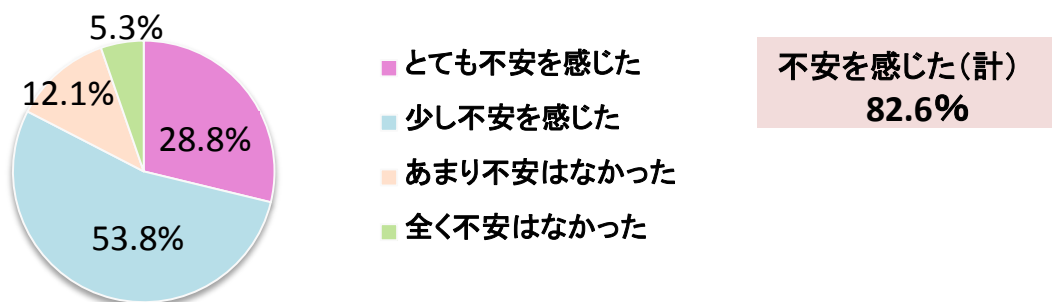 5.3%
12.1%
28.8%
53.8%
とても不安を感じた
少し不安を感じた
あまり不安はなかった
全く不安はなかった
不安を感じた(計)
82.6%